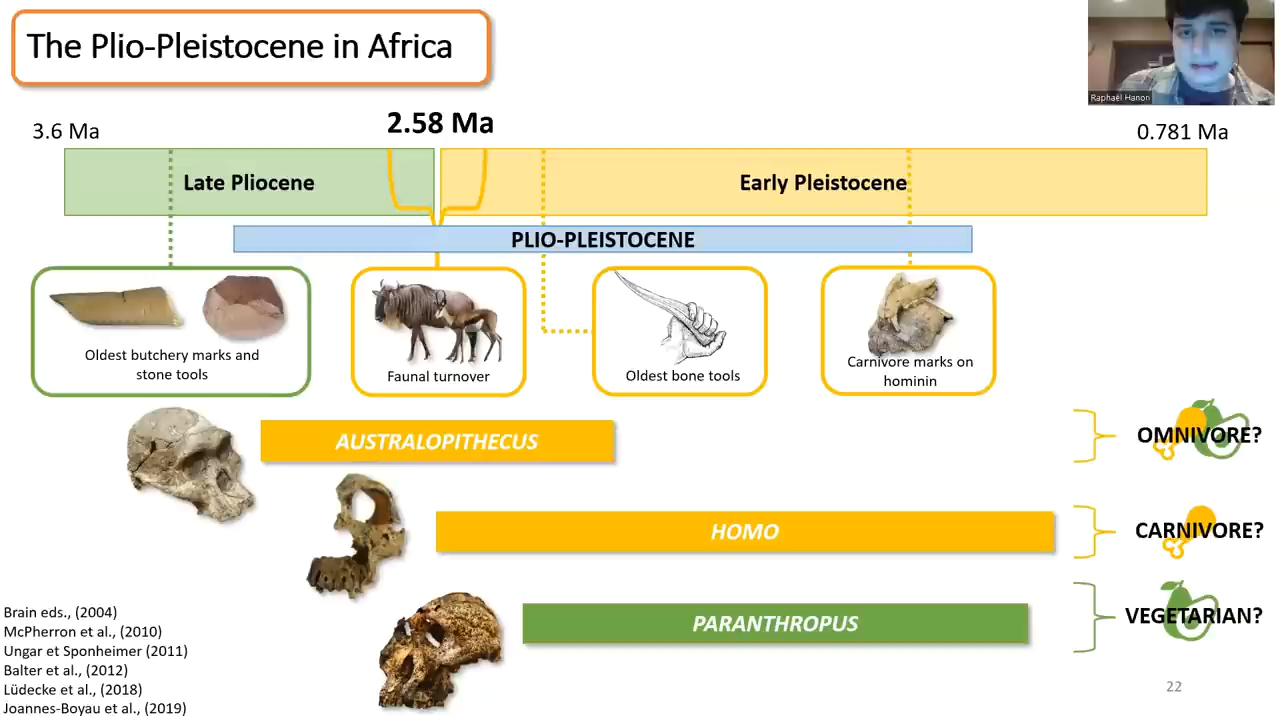 The Plio-Pleistocene in Africa
Raphaël Hanon
3.6 Ma
2.58 Ma
0.781 Ma
Late Pliocene
Early Pleistocene
PLIO-PLEISTOCENE
Oldest butchery marks and
stone tools
Faunal turnover
Oldest bone tools
Carnivore marks on
hominin
AUSTRALOPITHECUS
OMNIVORE?
HOMO
CARNIVORE?
PARANTHROPUS
VEGETARIAN?
Brain eds., (2004)
McPherron et al., (2010)
Ungar et Sponheimer (2011)
Balter et al., (2012)
Lüdecke et al., (2018)
Joannes-Boyau et al., (2019)
22